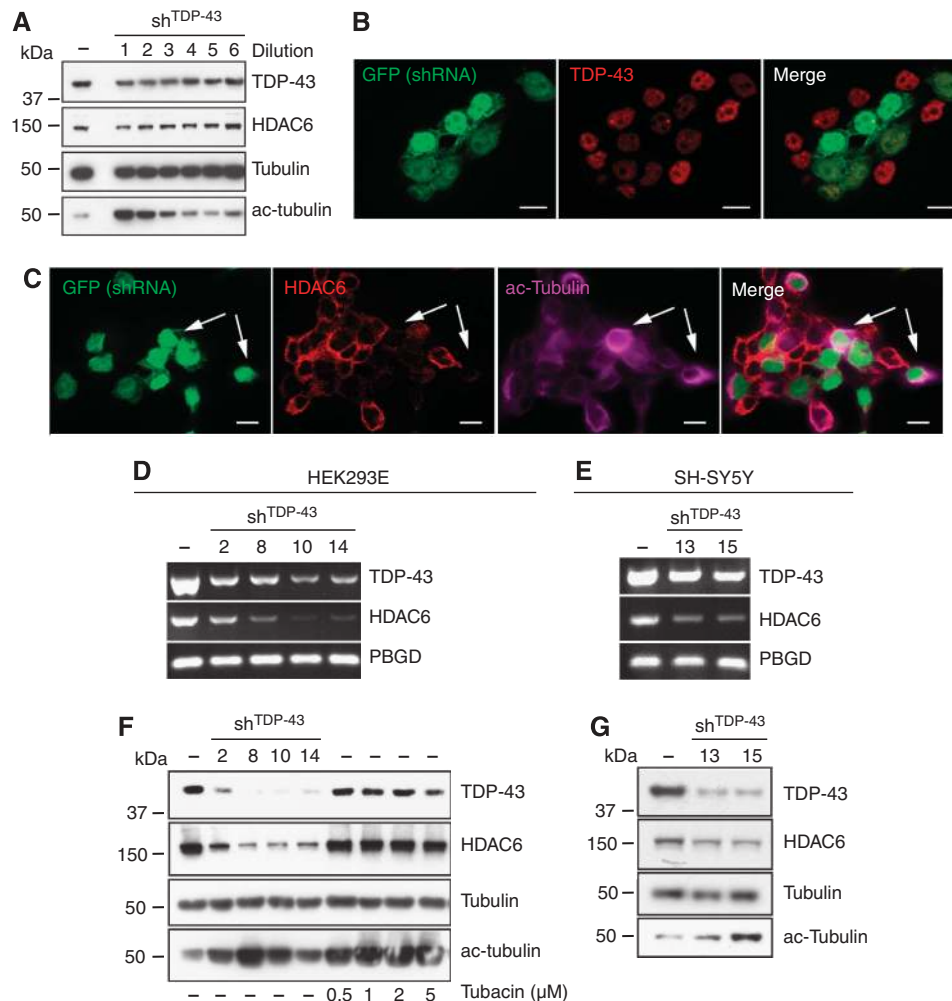 A
sh^TDP-43
kDa – 1 2 3 4 5 6 Dilution
TDP-43
37
150 HDAC6
50 Tubulin
50 ac-tubulin
B
GFP (shRNA) TDP-43 Merge
C
GFP (shRNA) HDAC6 ac-Tubulin Merge
D HEK293E
sh^TDP-43
– 2 8 10 14
TDP-43
HDAC6
PBGD
E SH-SY5Y
sh^TDP-43
– 13 15
TDP-43
HDAC6
PBGD
F
sh^TDP-43
kDa – 2 8 10 14 – – – –
TDP-43
37
150 HDAC6
50 Tubulin
50 ac-tubulin
– – – – – 0.5 1 2 5 Tubacin (μM)
G
sh^TDP-43
kDa – 13 15
TDP-43
37
150 HDAC6
50 Tubulin
50 ac-Tubulin